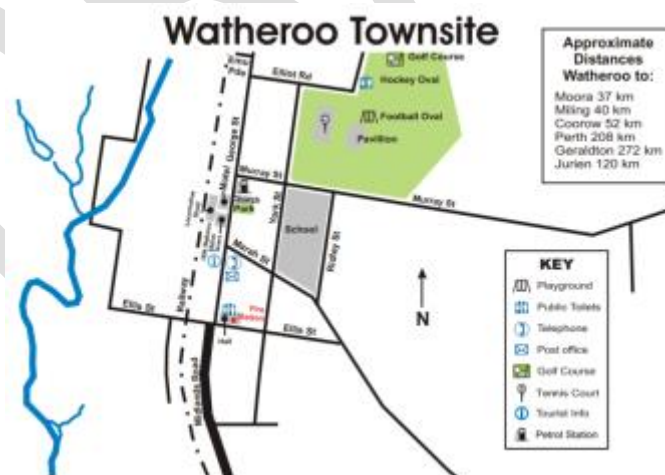 Watheroo Townsite
Approximate
Distances
Watheroo to:
Moora 37 km
Miling 40 km
Coorow 52 km
Perth 208 km
Geraldton 272 km
Jurien 120 km
Golf Course
Elliot Rd
Hockey Oval
Football Oval
Pavillion
George St
Motel
Murray St
Murray St
Park
York St
School
Ridley St
Marsh St
Railway
Ellis St
Fire
Station
Ellis St
Hall
Midlands Road
N
KEY
Playground
Public Toilets
Telephone
Post office
Golf Course
Tennis Court
Tourist Info
Petrol Station